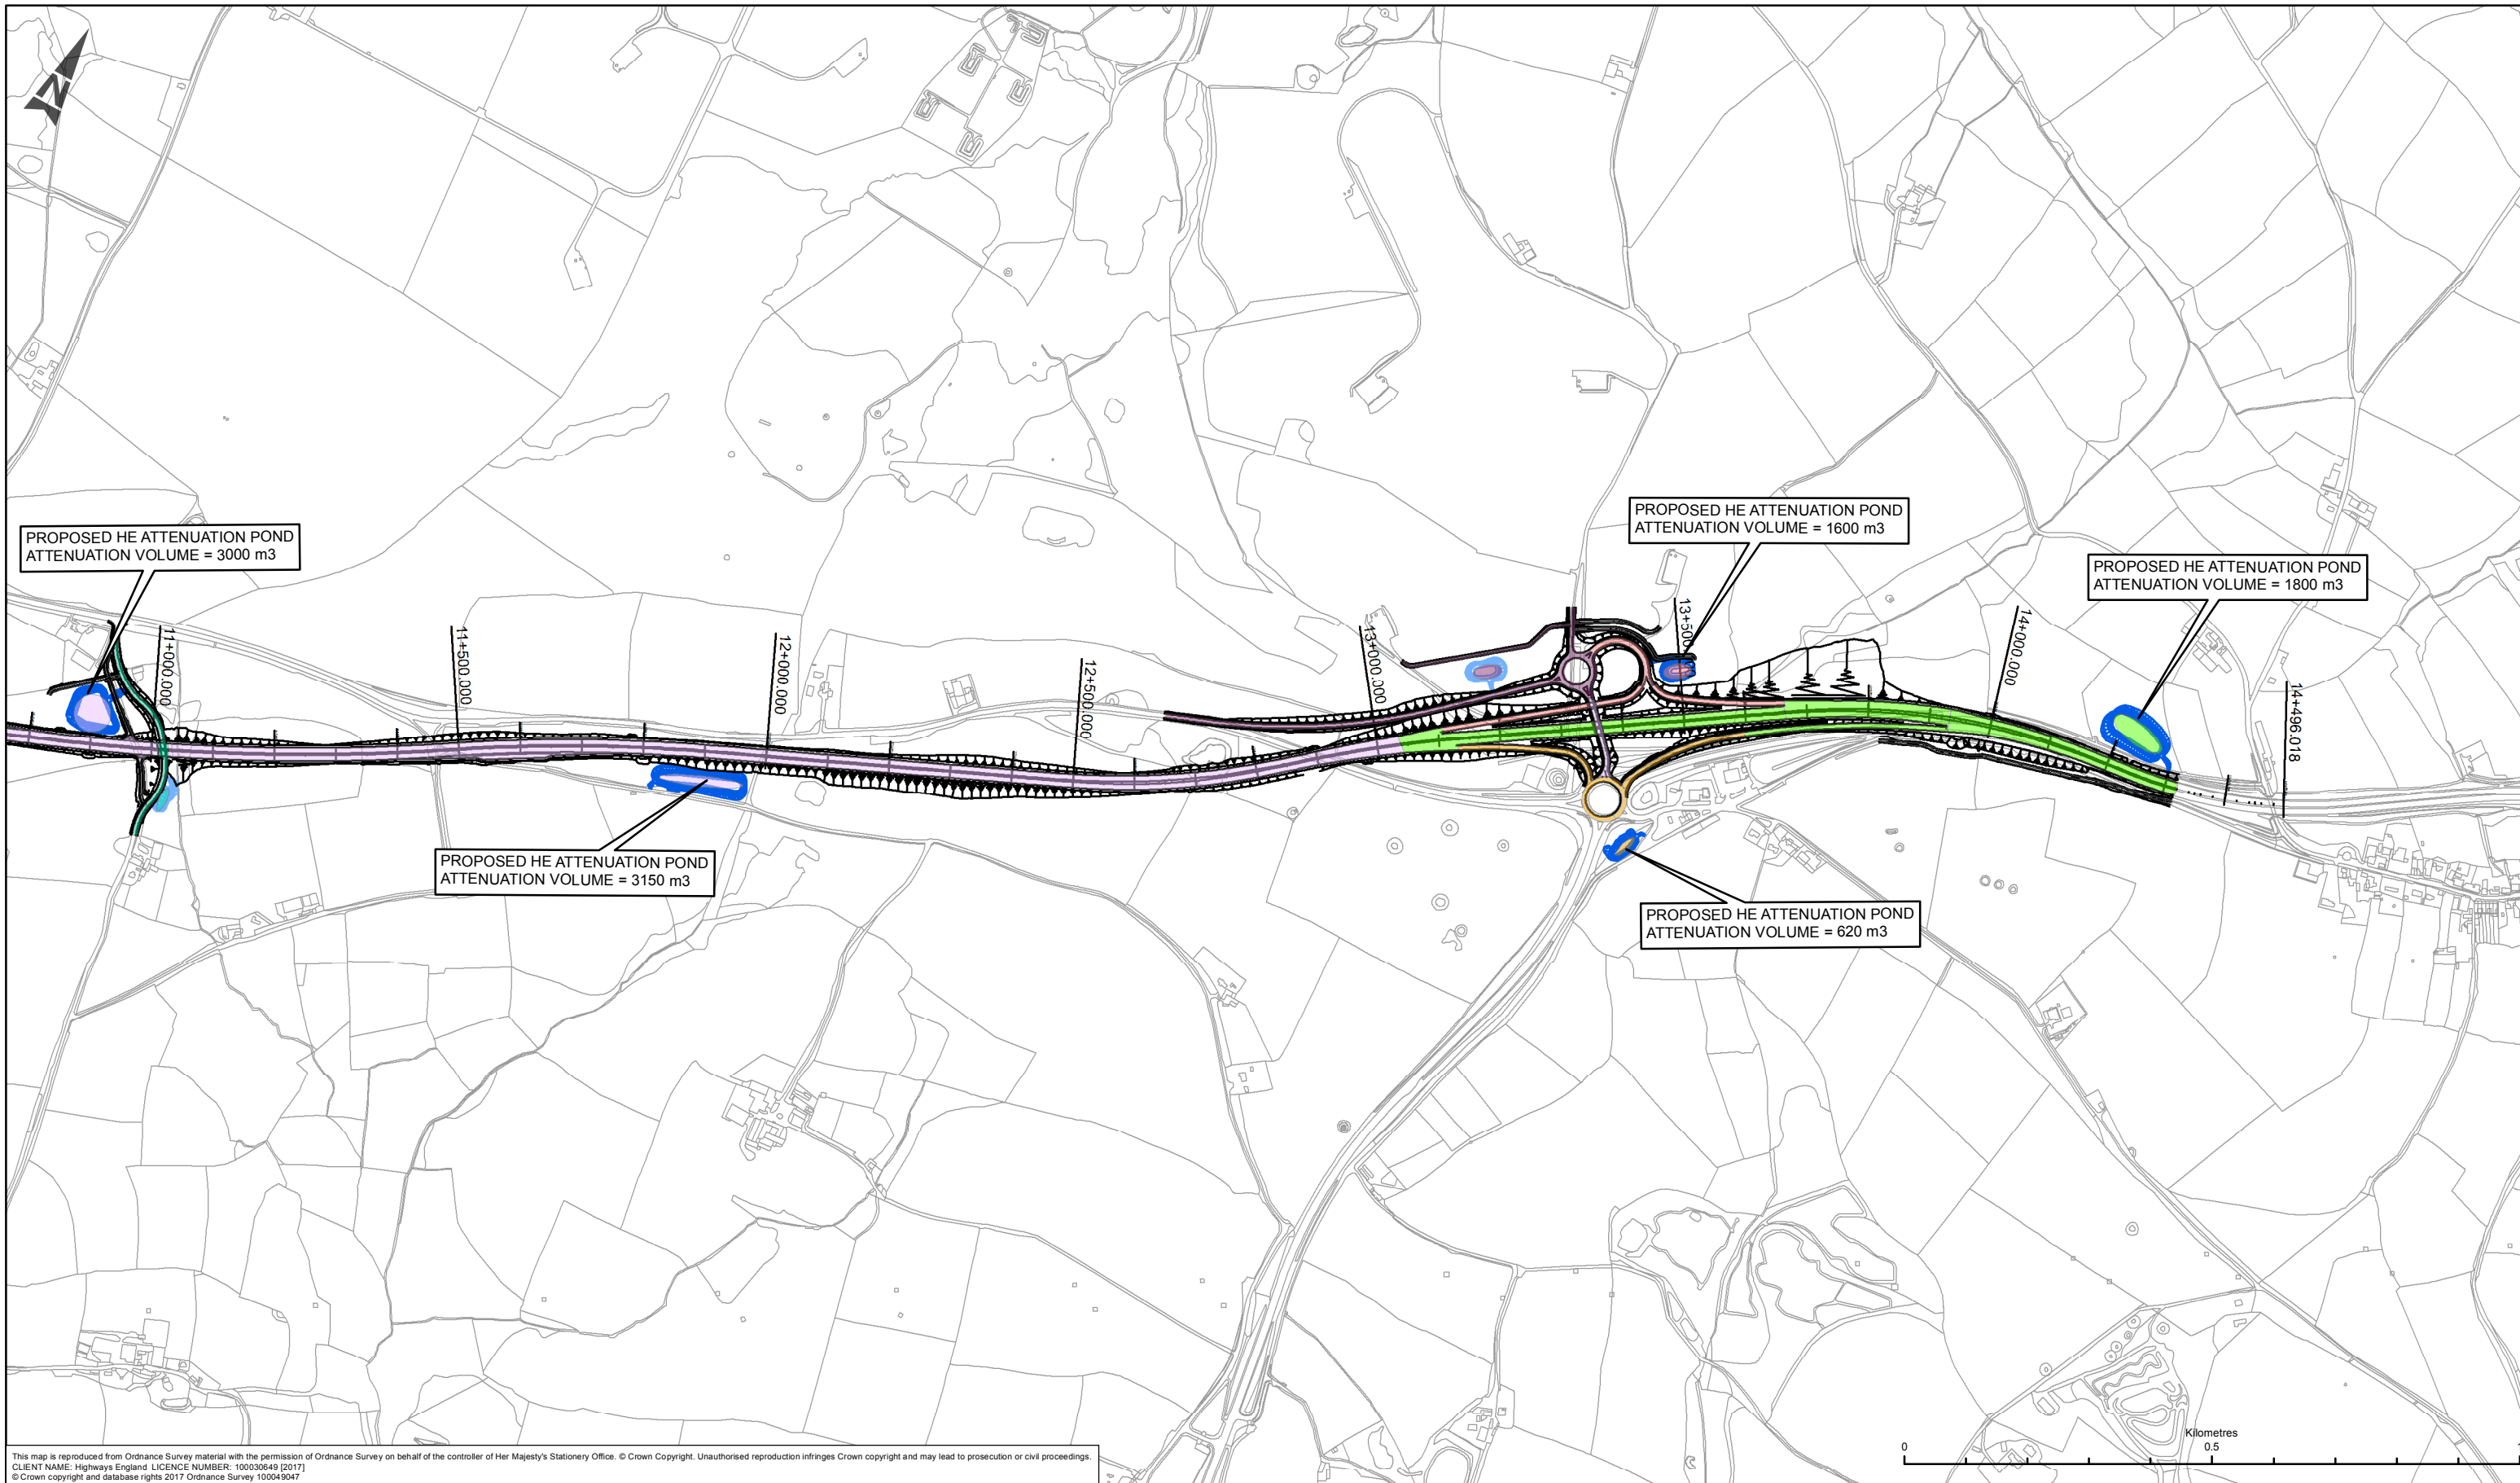 N
PROPOSED HE ATTENUATION POND
ATTENUATION VOLUME = 3000 m3
PROPOSED HE ATTENUATION POND
ATTENUATION VOLUME = 1600 m3
PROPOSED HE ATTENUATION POND
ATTENUATION VOLUME = 1800 m3
11+000.000
11+500.000
12+000.000
12+500.000
13+000.000
13+500
14+000.000
14+496.018
PROPOSED HE ATTENUATION POND
ATTENUATION VOLUME = 3150 m3
PROPOSED HE ATTENUATION POND
ATTENUATION VOLUME = 620 m3
Kilometres
0 0.5
This map is reproduced from Ordnance Survey material with the permission of Ordnance Survey on behalf of the controller of Her Majesty's Stationery Office. © Crown Copyright. Unauthorised reproduction infringes Crown copyright and may lead to prosecution or civil proceedings.
CLIENT NAME: Highways England LICENCE NUMBER: 100030649 [2017]
© Crown copyright and database rights 2017 Ordnance Survey 100049047